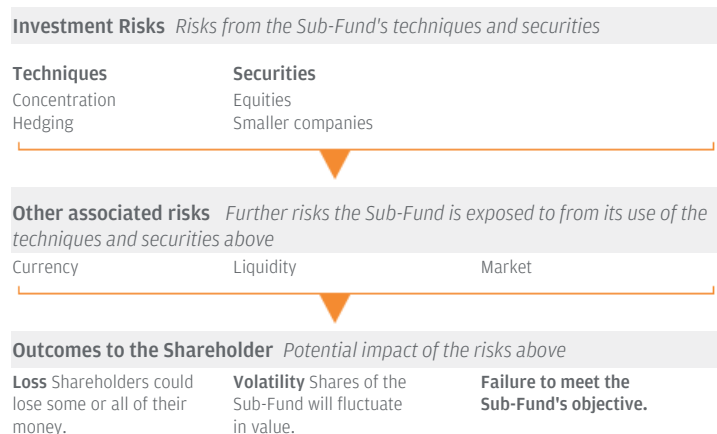 Investment Risks Risks from the Sub-Fund's techniques and securities
Techniques
Concentration
Hedging
Securities
Equities
Smaller companies
Other associated risks Further risks the Sub-Fund is exposed to from its use of the
techniques and securities above
Currency
Liquidity
Market
Outcomes to the Shareholder Potential impact of the risks above
Loss Shareholders could
lose some or all of their
money.
Volatility Shares of the
Sub-Fund will fluctuate
in value.
Failure to meet the
Sub-Fund's objective.